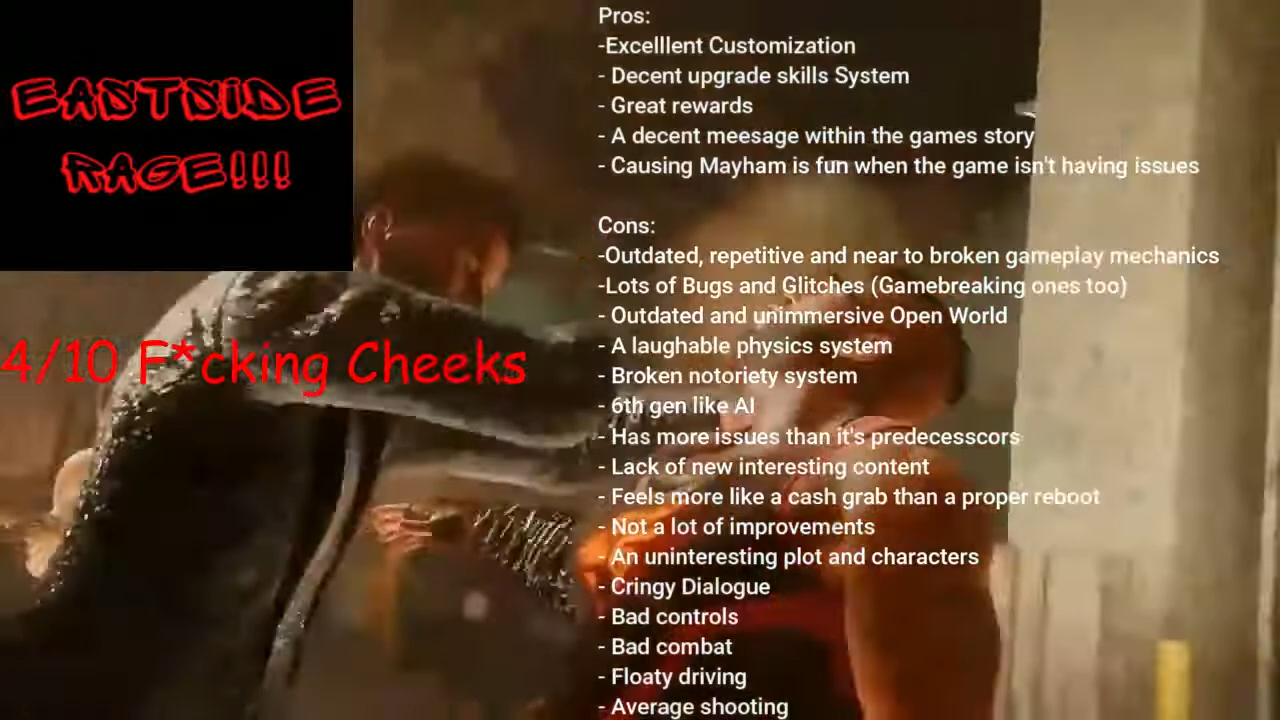 EASTSIDE
RAGE!!!
4/10 F*cking Cheeks
Pros:
-Excelllent Customization
- Decent upgrade skills System
- Great rewards
- A decent meesage within the games story
- Causing Mayham is fun when the game isn't having issues
Cons:
-Outdated, repetitive and near to broken gameplay mechanics
-Lots of Bugs and Glitches (Gamebreaking ones too)
- Outdated and unimmersive Open World
- A laughable physics system
- Broken notoriety system
- 6th gen like AI
- Has more issues than it's predecesscors
- Lack of new interesting content
- Feels more like a cash grab than a proper reboot
- Not a lot of improvements
- An uninteresting plot and characters
- Cringy Dialogue
- Bad controls
- Bad combat
- Floaty driving
- Average shooting